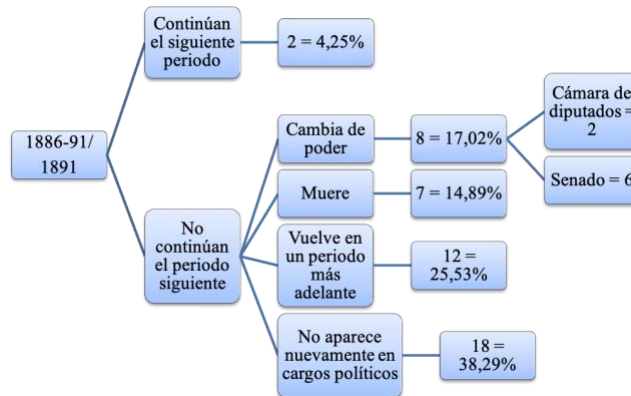 1886-91/
1891
Continúan
el siguiente
periodo
2 = 4,25%
No
continúan
el periodo
siguiente
Cambia de
poder
8 = 17,02%
Cámara de
diputados =
2
Senado = 6
Muere
7 = 14,89%
Vuelve en
un periodo
más
adelante
12 =
25,53%
No aparece
nuevamente en
cargos políticos
18 =
38,29%